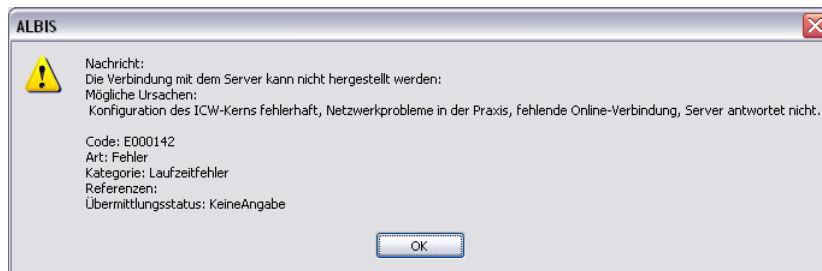 ALBIS
Nachricht:
Die Verbindung mit dem Server kann nicht hergestellt werden:
Mögliche Ursachen:
Konfiguration des ICW-Kerns fehlerhaft, Netzwerkprobleme in der Praxis, fehlende Online-Verbindung, Server antwortet nicht.
Code: E000142
Art: Fehler
Kategorie: Laufzeitfehler
Referenzen:
Übermittlungsstatus: KeineAngabe
OK